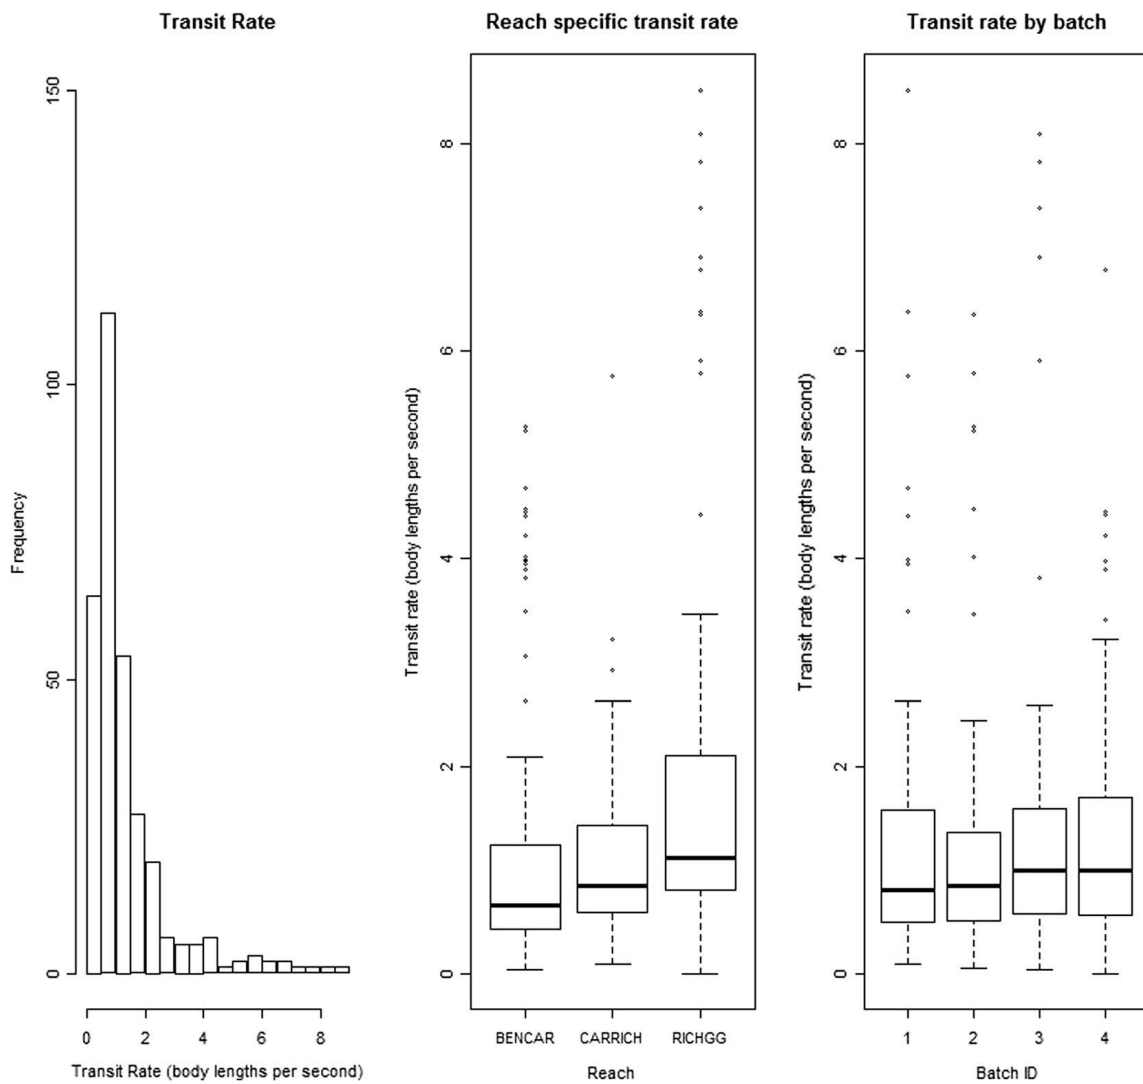 Transit Rate
Frequency
150
100
50
0
0 2 4 6 8
Transit Rate (body lengths per second)
Reach specific transit rate
Transit rate (body lengths per second)
8
6
4
2
0
BENCAR CARRICH RICHGG
Reach
Transit rate by batch
Transit rate (body lengths per second)
8
6
4
2
0
1 2 3 4
Batch ID